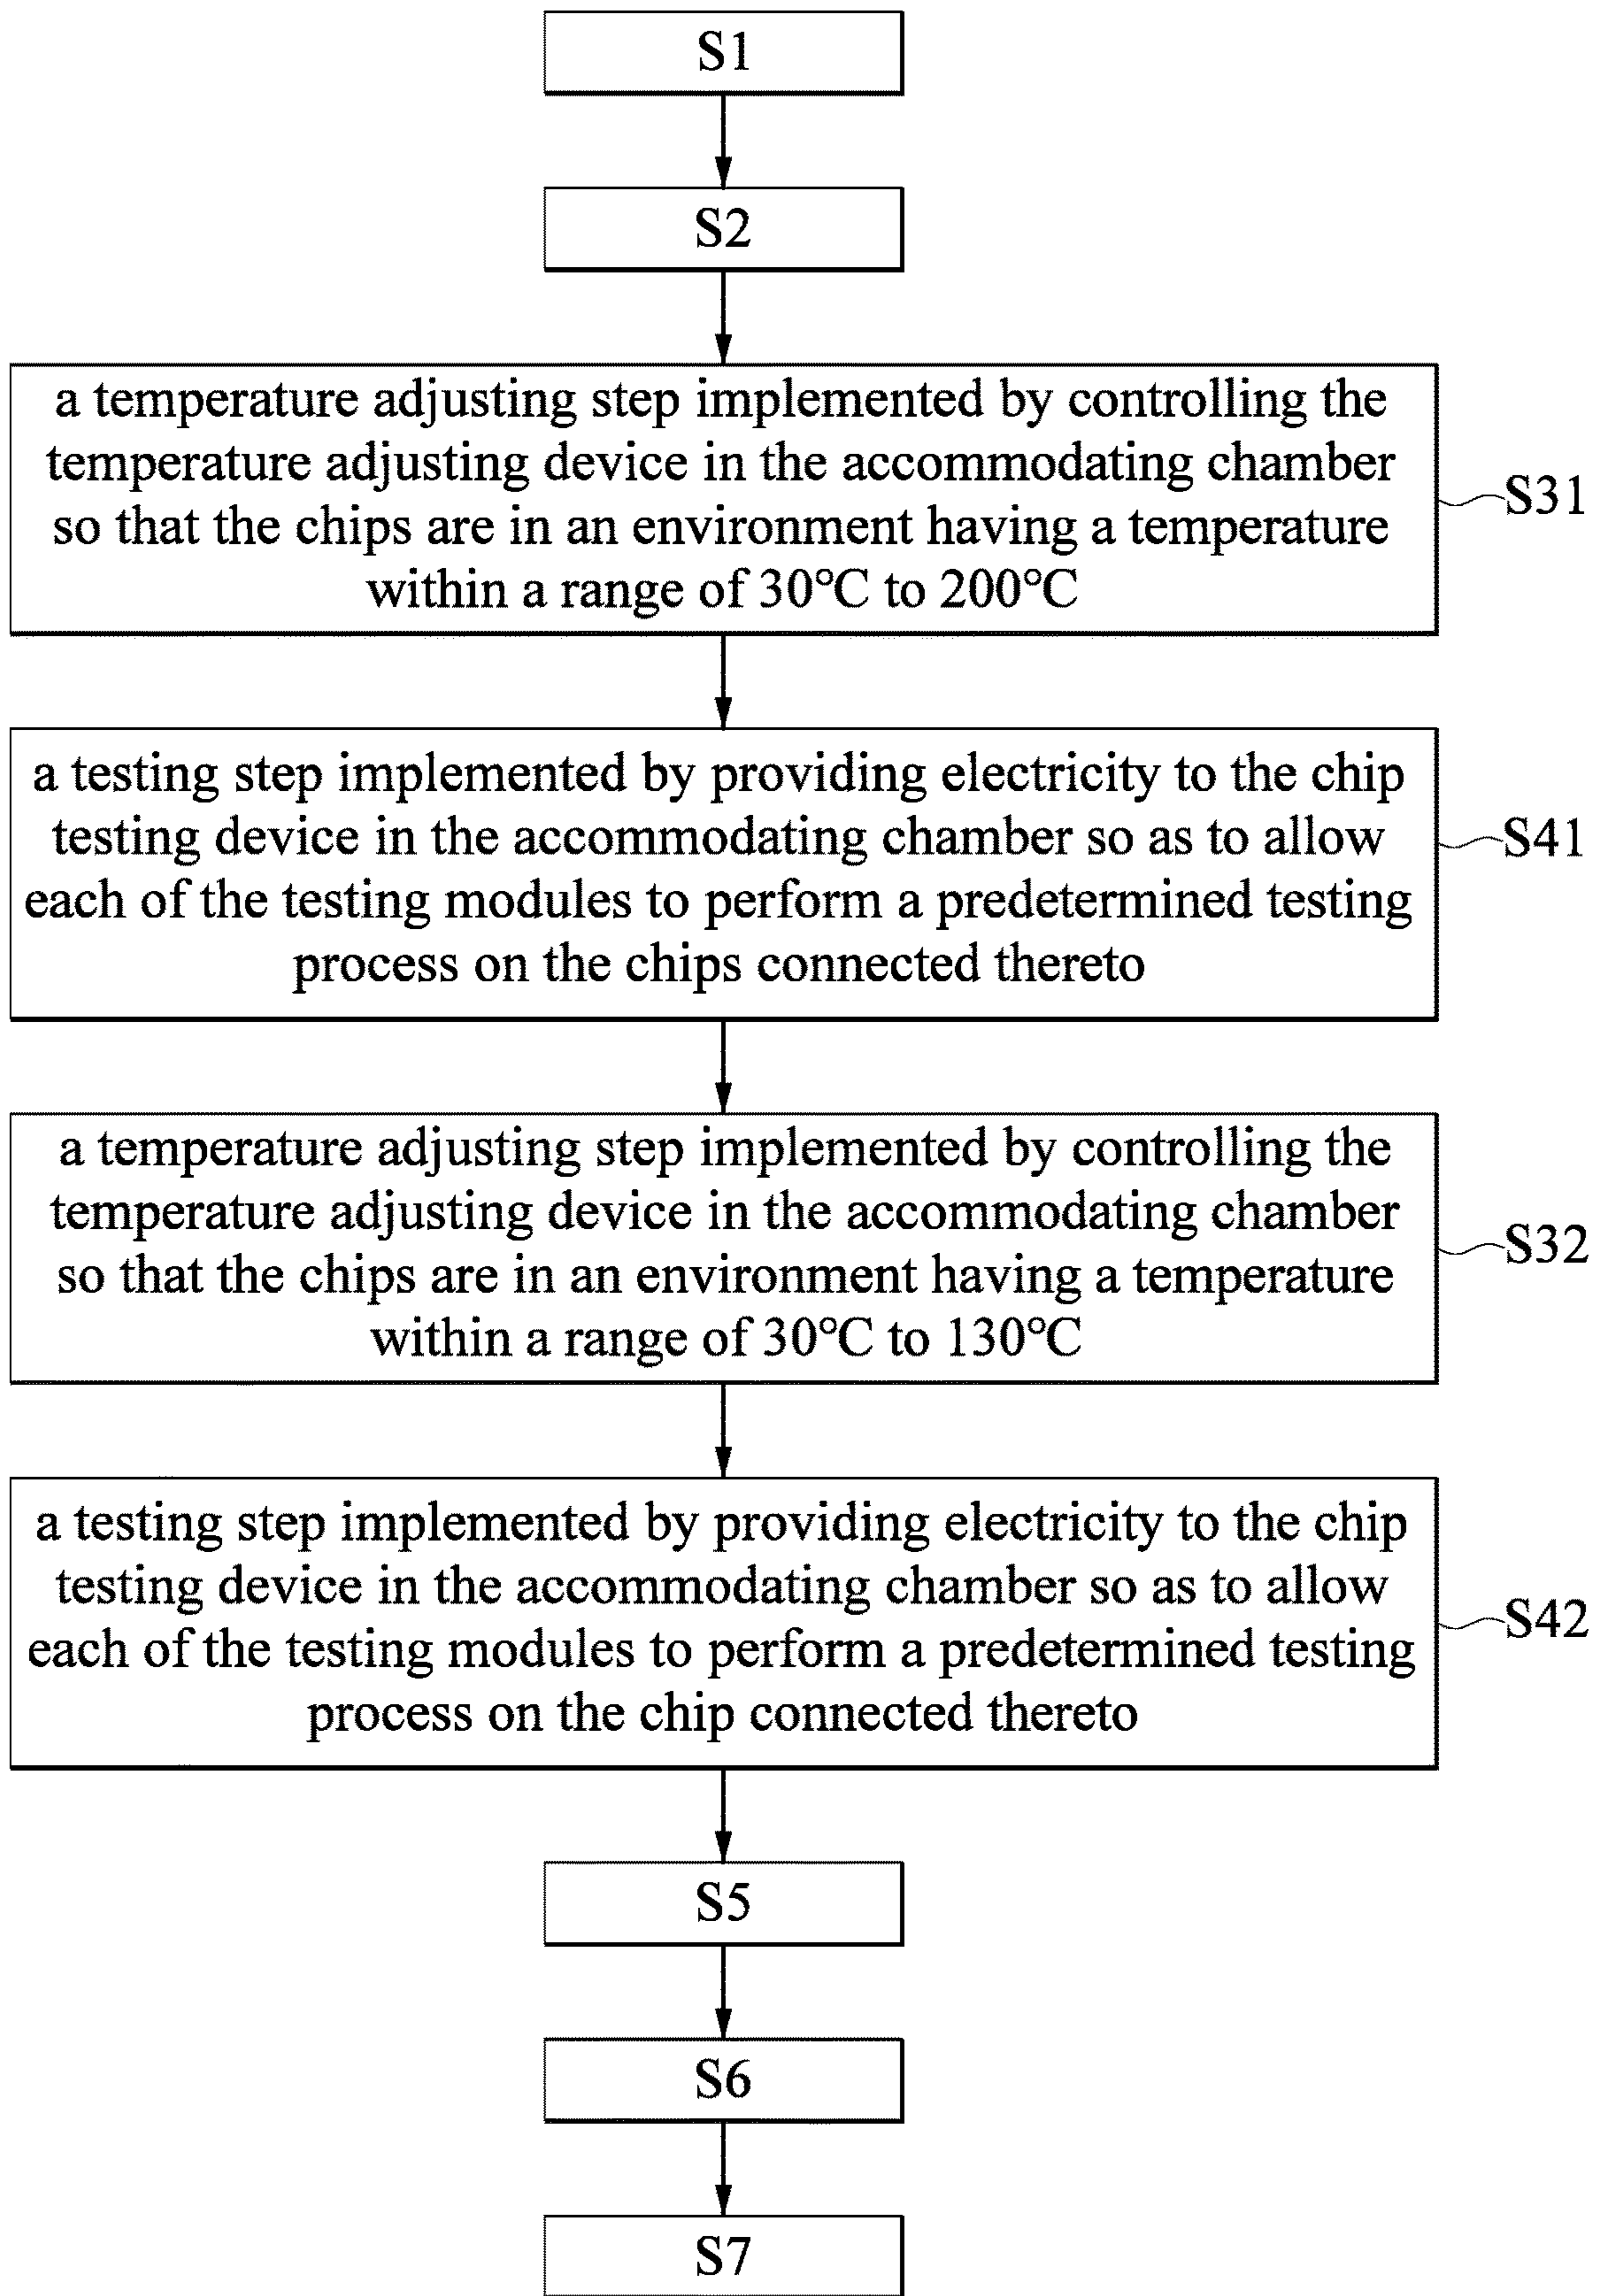 S1
S2
a temperature adjusting step implemented by controlling the
temperature adjusting device in the accommodating chamber
so that the chips are in an environment having a temperature
within a range of 30℃ to 200℃
S31
a testing step implemented by providing electricity to the chip
testing device in the accommodating chamber so as to allow
each of the testing modules to perform a predetermined testing
process on the chips connected thereto
S41
a temperature adjusting step implemented by controlling the
temperature adjusting device in the accommodating chamber
so that the chips are in an environment having a temperature
within a range of 30℃ to 130℃
S32
a testing step implemented by providing electricity to the chip
testing device in the accommodating chamber so as to allow
each of the testing modules to perform a predetermined testing
process on the chip connected thereto
S42
S5
S6
S7